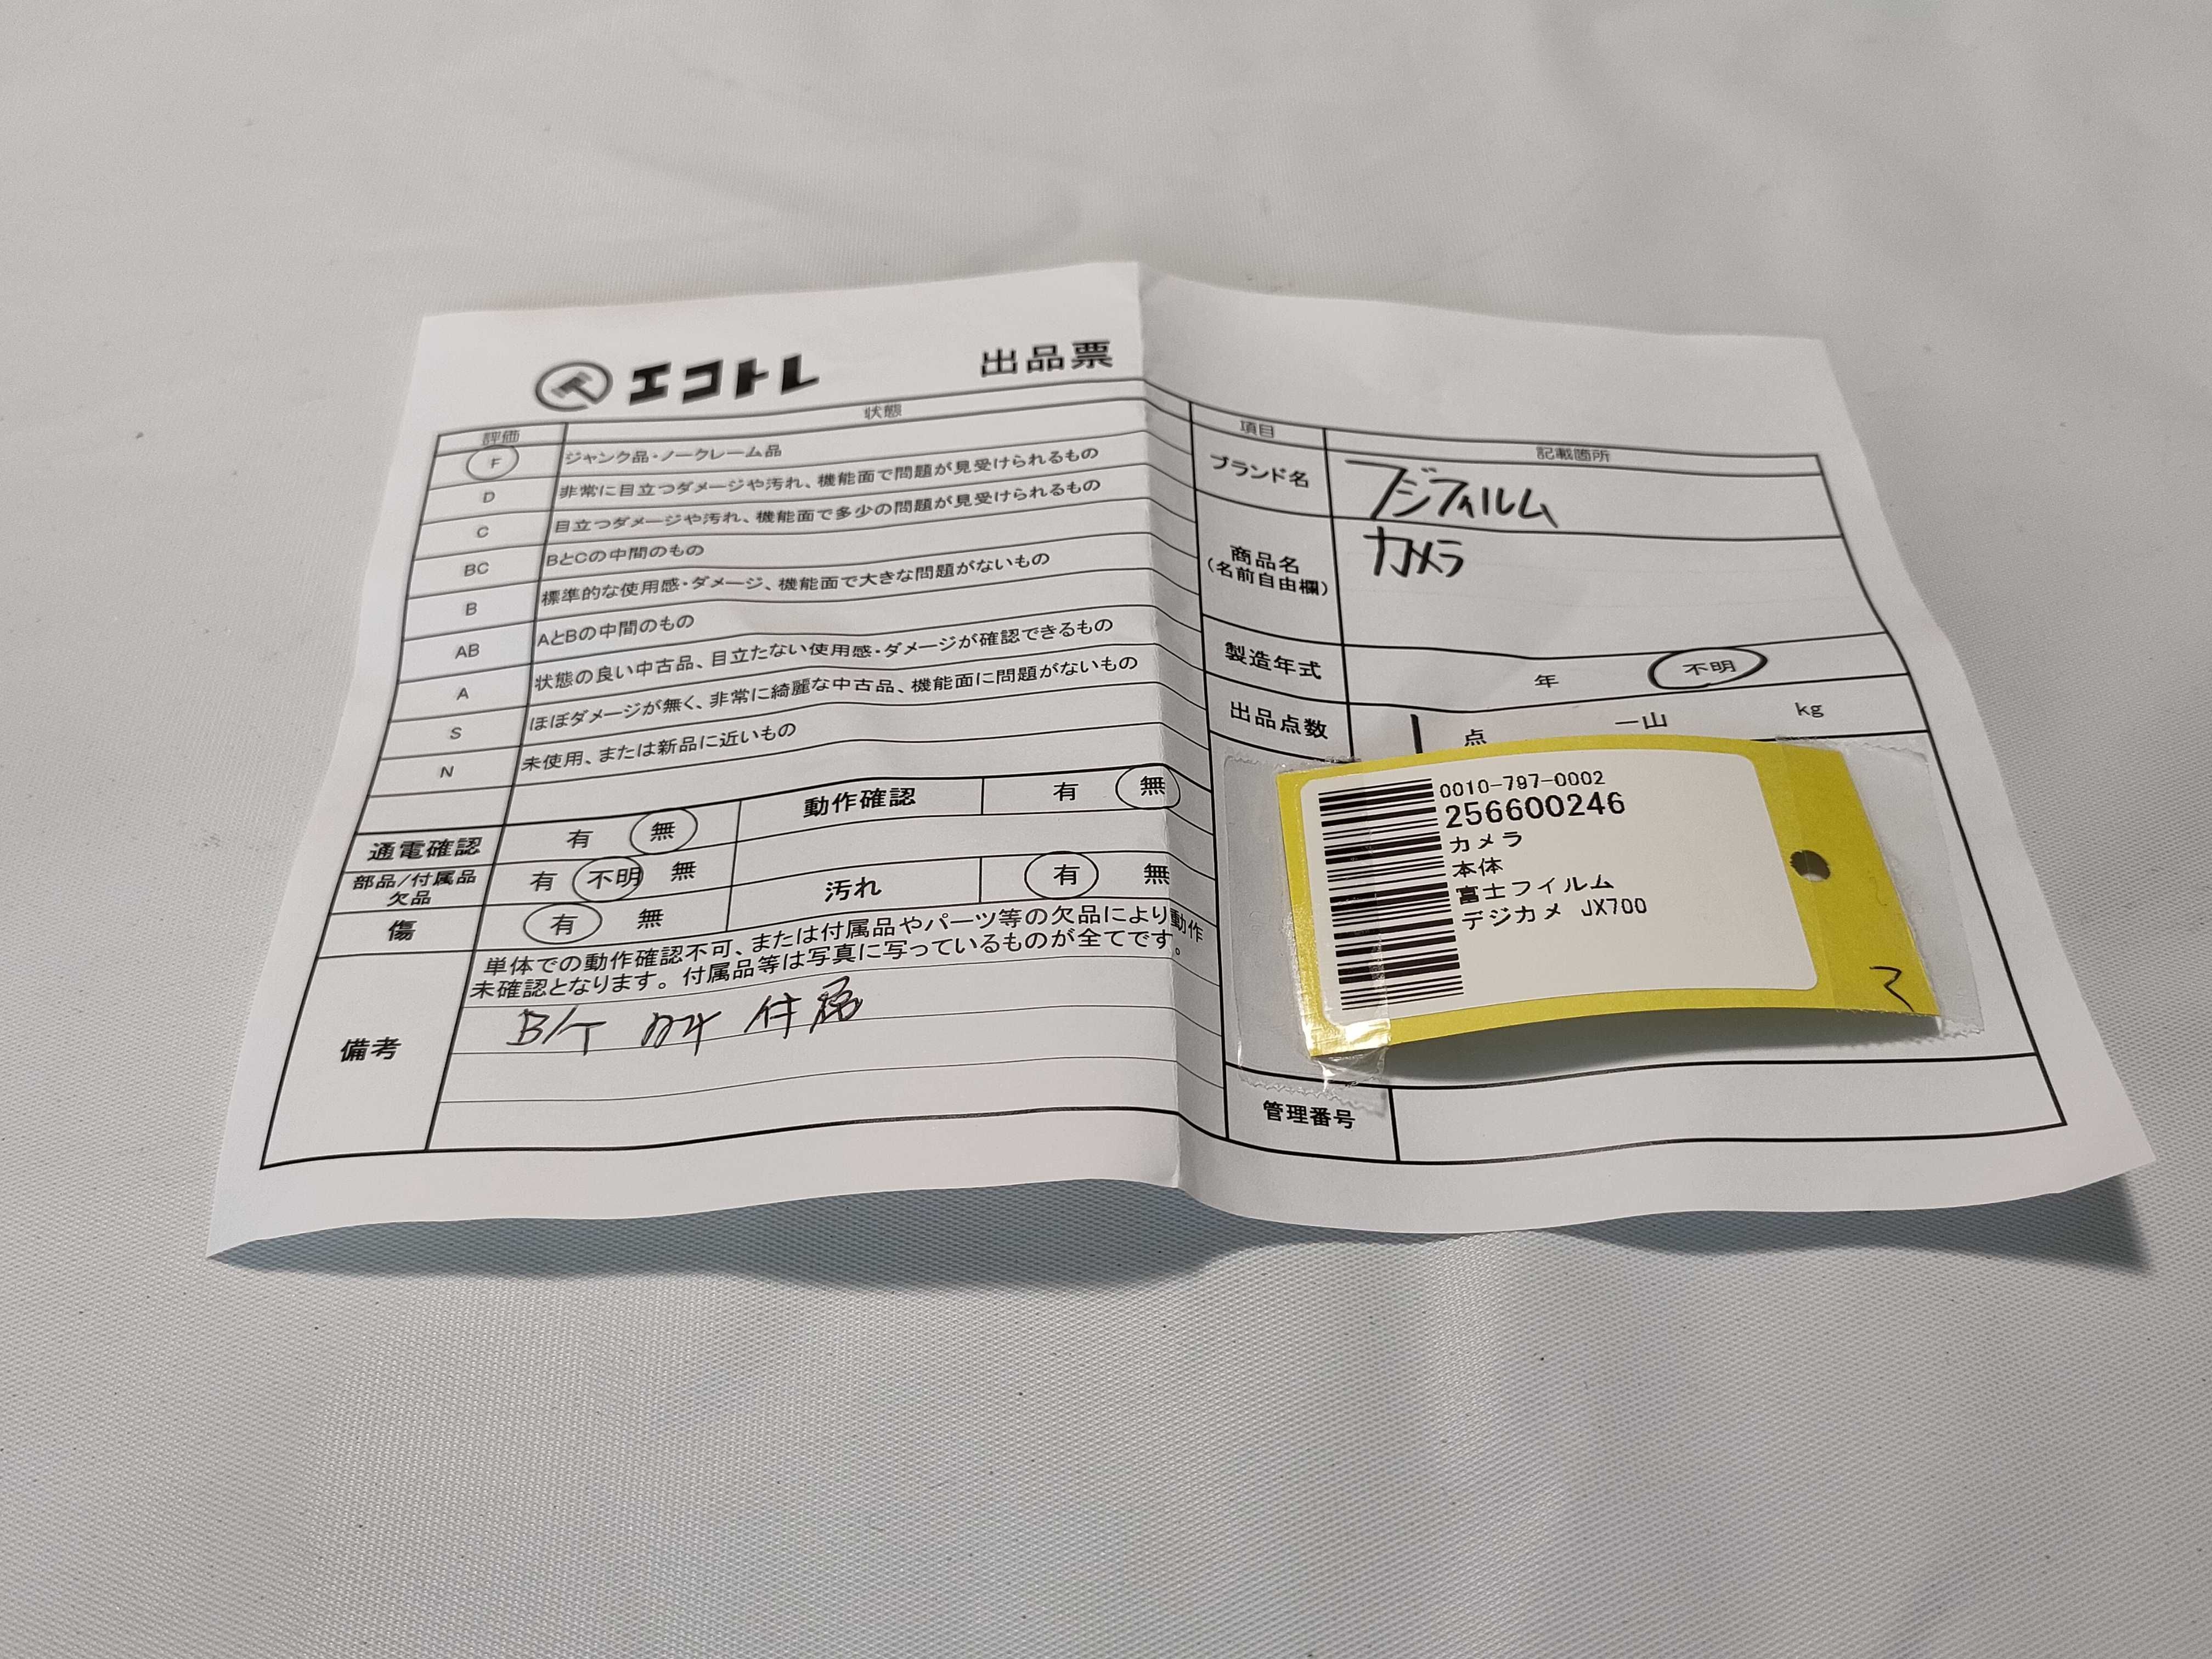 エコトレ 出品票
評価 状態
F ジャンク品・ノークレーム品
D 非常に目立つダメージや汚れ、機能面で問題が見受けられるもの
C 目立つダメージや汚れ、機能面で多少の問題が見受けられるもの
BC BとCの中間のもの
B 標準的な使用感・ダメージ、機能面で大きな問題がないもの
AB AとBの中間のもの
A 状態の良い中古品、目立たない使用感・ダメージが確認できるもの
S ほぼダメージが無く、非常に綺麗な中古品、機能面に問題がないもの
N 未使用、または新品に近いもの
通電確認 有 無 動作確認 有 無
部品/付属品
欠品 有 不明 無 汚れ 有 無
傷 有 無
備考
単体での動作確認不可、または付属品やパーツ等の欠品により動作
未確認となります。付属品等は写真に写っているものが全てです。
B/T 付属
項目 記載箇所
ブランド名 フジフィルム
商品名
(名前自由欄) カメラ
製造年式 年 不明
出品点数 1 点 一山 kg
0010-797-0002
256600246
カメラ
本体
富士フイルム
デジカメ JX700
管理番号